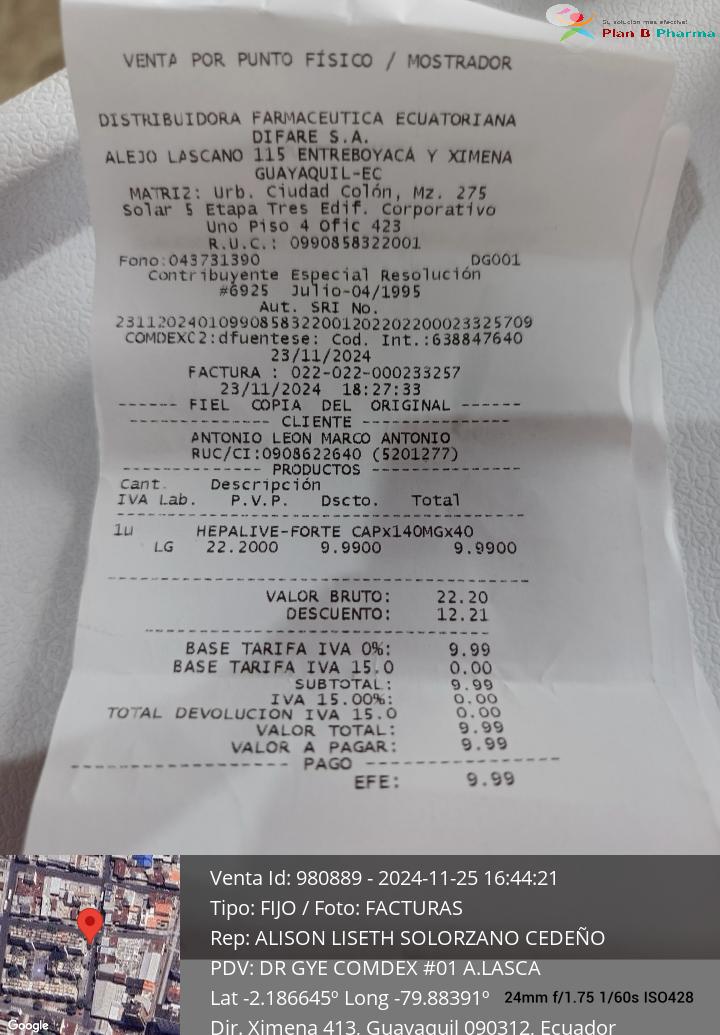 Su solución más efectiva!
Plan B Pharma
VENTA POR PUNTO FÍSICO / MOSTRADOR
DISTRIBUIDORA FARMACEUTICA ECUATORIANA
DIFARE S.A.
ALEJO LASCANO 115 ENTREBOYACÁ Y XIMENA
GUAYAQUIL-EC
MATRIZ: Urb. Ciudad Colón, Mz. 275
Solar 5 Etapa Tres Edif. Corporativo
Uno Piso 4 Ofic 423
R.U.C.: 0990858322001
Fono:043731390 DG001
Contribuyente Especial Resolución
#6925 Julio-04/1995
Aut. SRI No.
23112024010990858322001202202200023325709
COMDEXC2:dfuentese: Cod. Int.:638847640
23/11/2024
FACTURA : 022-022-000233257
23/11/2024 18:27:33
------ FIEL COPIA DEL ORIGINAL ------
---------------- CLIENTE ----------------
ANTONIO LEON MARCO ANTONIO
RUC/CI:0908622640 (5201277)
--------------- PRODUCTOS ---------------
Cant. Descripción
IVA Lab. P.V.P. Dscto. Total
1u HEPALIVE-FORTE CAPx140MGx40
LG 22.2000 9.9900 9.9900
VALOR BRUTO: 22.20
DESCUENTO: 12.21
BASE TARIFA IVA 0%: 9.99
BASE TARIFA IVA 15.0 0.00
SUBTOTAL: 9.99
IVA 15.00%: 0.00
TOTAL DEVOLUCION IVA 15.0 0.00
VALOR TOTAL: 9.99
VALOR A PAGAR: 9.99
------------------ PAGO ------------------
EFE: 9.99
Venta Id: 980889 - 2024-11-25 16:44:21
Tipo: FIJO / Foto: FACTURAS
Rep: ALISON LISETH SOLORZANO CEDEÑO
PDV: DR GYE COMDEX #01 A.LASCA
Lat -2.186645º Long -79.88391º 24mm f/1.75 1/60s ISO428
Dir. Ximena 413, Guayaquil 090312, Ecuador
Google